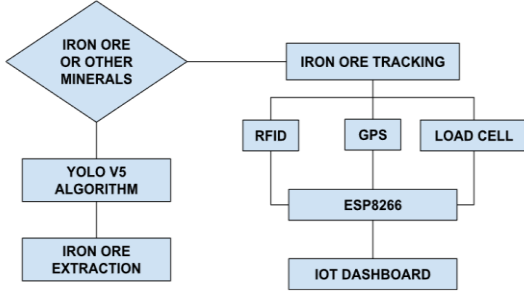 IRON ORE
OR OTHER
MINERALS
IRON ORE TRACKING
RFID
GPS
LOAD CELL
YOLO V5
ALGORITHM
ESP8266
IRON ORE
EXTRACTION
IOT DASHBOARD